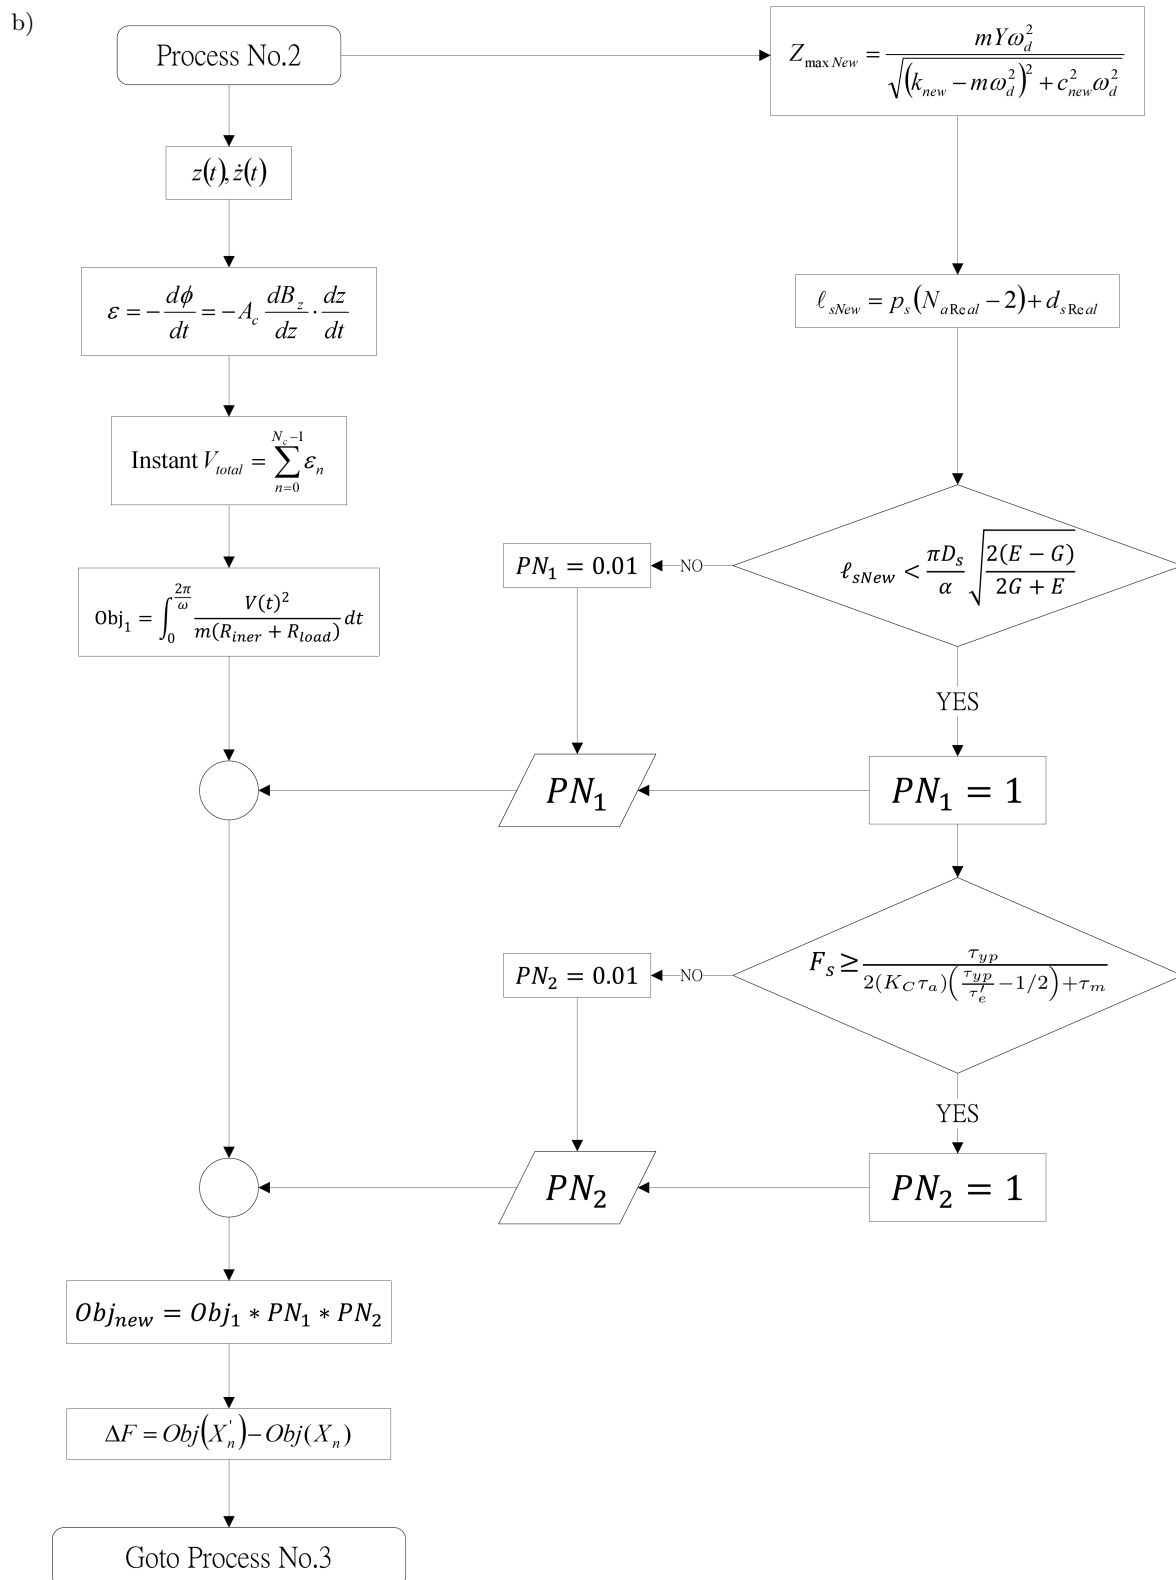 b)
Process No.2
z(t), ż(t)
ε = −dϕ/dt = −A_c dB_z/dz · dz/dt
Instant V_total = ∑_{n=0}^{N_c−1} ε_n
Obj_1 = ∫_0^{2π/ω} V(t)^2 / m(R_iner + R_load) dt
Z_max New = mYω_d^2 / √((k_new − mω_d^2)^2 + c_new^2 ω_d^2)
ℓ_sNew = p_s(N_aReal − 2) + d_sReal
ℓ_sNew < πD_s/α √(2(E − G)/2G + E)
NO
PN_1 = 0.01
YES
PN_1 = 1
PN_1
F_s ≥ τ_yp / 2(K_C τ_a)(τ_yp/τ′_e −1/2)+τ_m
NO
PN_2 = 0.01
YES
PN_2 = 1
PN_2
Obj_new = Obj_1 * PN_1 * PN_2
ΔF = Obj(X_n^') − Obj(X_n)
Goto Process No.3